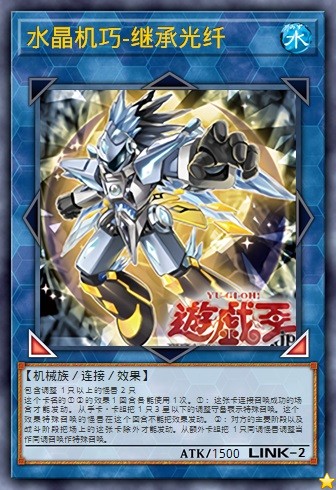 水晶机巧-继承光纤
水
YU-GI-OH!
遊戯王
.jp
【机械族/连接/效果】
包含调整1只以上的怪兽2只
这个卡名的①②的效果1回合各能使用1次。①:这张卡连接召唤成功的场
合才能发动。从手卡·卡组把1只3星以下的调整守备表示特殊召唤。这个
效果特殊召唤的怪兽在这个回合不能把效果发动。②:对方的主要阶段以及
战斗阶段把场上的这张卡除外才能发动。从额外卡组把1只同调怪兽调整当
作同调召唤作特殊召唤。
ATK/1500 LINK-2